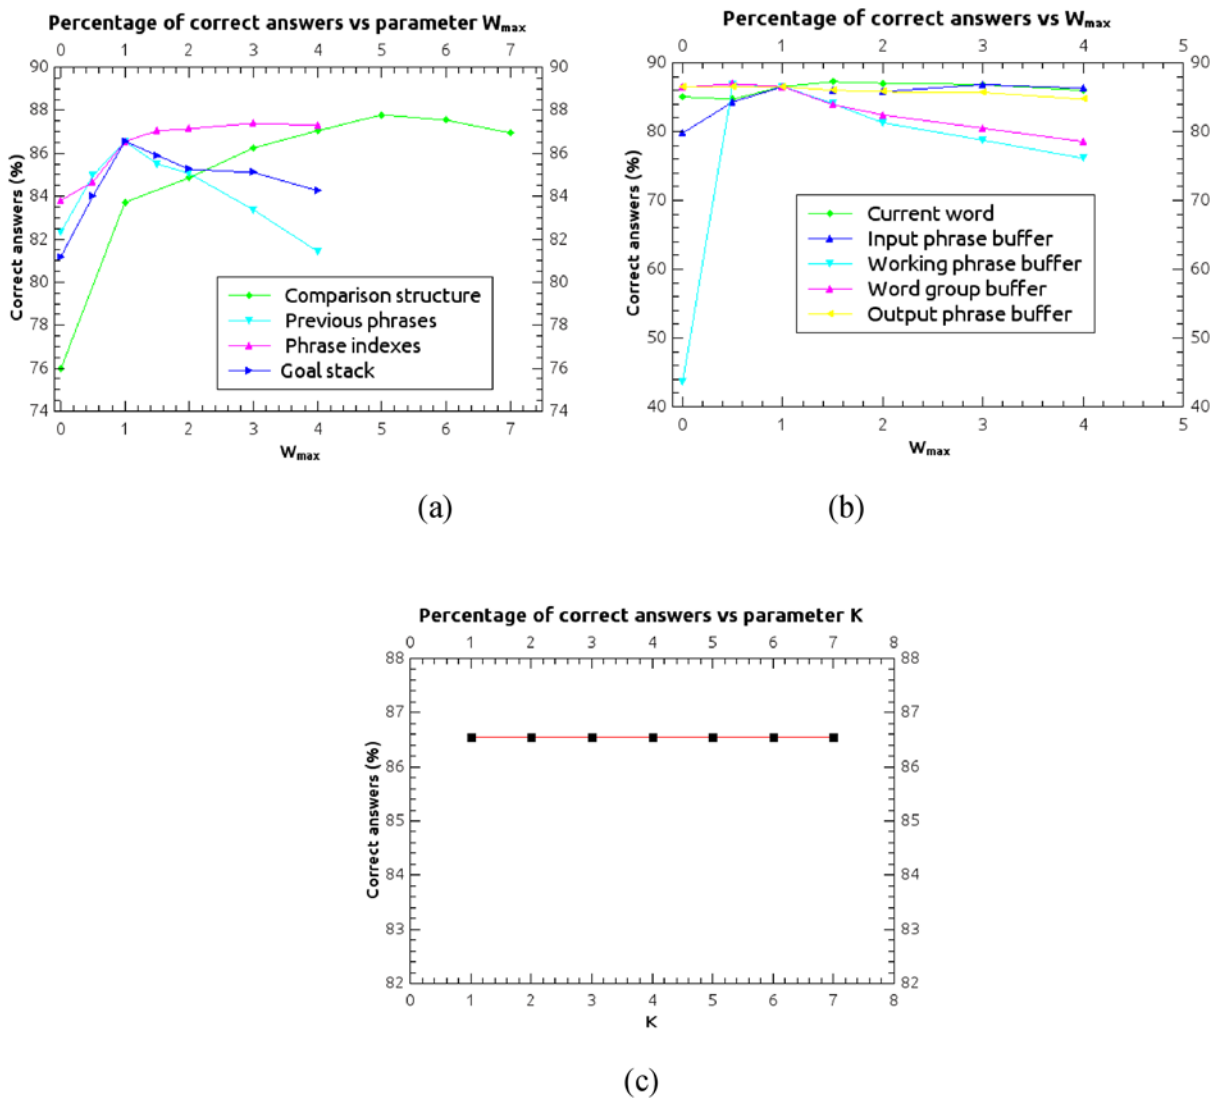 Percentage of correct answers vs parameter Wmax
0 1 2 3 4 5 6 7
90 90
88 88
86 86
84 84
82 82
80 80
78 78
76 76
74 74
Correct answers (%)
Comparison structure
Previous phrases
Phrase indexes
Goal stack
0 1 2 3 4 5 6 7
Wmax
(a)
Percentage of correct answers vs Wmax
0 1 2 3 4 5
90 90
80 80
70 70
60 60
50 50
40 40
Correct answers (%)
Current word
Input phrase buffer
Working phrase buffer
Word group buffer
Output phrase buffer
0 1 2 3 4 5
Wmax
(b)
Percentage of correct answers vs parameter K
0 1 2 3 4 5 6 7 8
88 88
87 87
86 86
85 85
84 84
83 83
82 82
Correct answers (%)
0 1 2 3 4 5 6 7 8
K
(c)